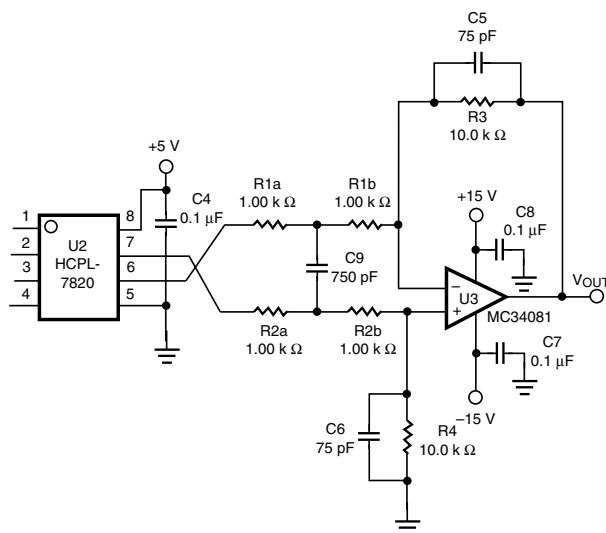 C5
75 pF
R3
10.0 k Ω
+5 V
R1a
1.00 kΩ
R1b
1.00 kΩ
C4
0.1 µF
+15 V
C8
0.1 µF
1
2
3
4
8
7
6
5
U2
HCPL-
7820
C9
750 pF
–
+
U3
MC34081
VOUT
R2a
1.00 k Ω
R2b
1.00 k Ω
C7
0.1 µF
–15 V
C6
75 pF
R4
10.0 k Ω